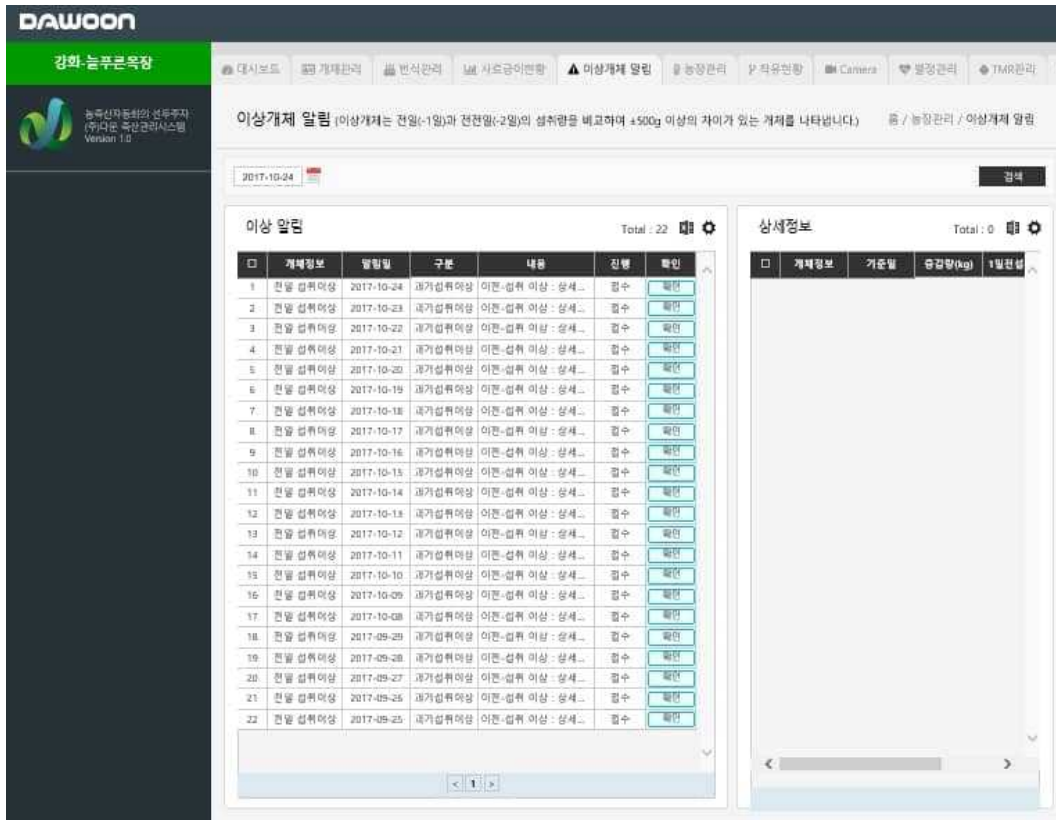 DAWOON
강화-늘푸른목장
대시보드 개체관리 번식관리 사료급이현황 이상개체 알림 농장관리 착유현황 Camera 발정관리 TMR관리
농축산자동화의 선두주자
(주)다운 축산관리시스템
Version 1.0
이상개체 알림 (이상개체는 전일(-1일)과 전전일(-2일)의 섭취량을 비교하여 ±500g 이상의 차이가 있는 개체를 나타냅니다.) 홈 / 농장관리 / 이상개체 알림
2017-10-24 검색
이상 알림 Total : 22
개체정보 알림일 구분 내용 진행 확인
1 전일 섭취이상 2017-10-24 과거섭취이상 이전-섭취 이상 : 상세... 접수 확인
2 전일 섭취이상 2017-10-23 과거섭취이상 이전-섭취 이상 : 상세... 접수 확인
3 전일 섭취이상 2017-10-22 과거섭취이상 이전-섭취 이상 : 상세... 접수 확인
4 전일 섭취이상 2017-10-21 과거섭취이상 이전-섭취 이상 : 상세... 접수 확인
5 전일 섭취이상 2017-10-20 과거섭취이상 이전-섭취 이상 : 상세... 접수 확인
6 전일 섭취이상 2017-10-19 과거섭취이상 이전-섭취 이상 : 상세... 접수 확인
7 전일 섭취이상 2017-10-18 과거섭취이상 이전-섭취 이상 : 상세... 접수 확인
8 전일 섭취이상 2017-10-17 과거섭취이상 이전-섭취 이상 : 상세... 접수 확인
9 전일 섭취이상 2017-10-16 과거섭취이상 이전-섭취 이상 : 상세... 접수 확인
10 전일 섭취이상 2017-10-15 과거섭취이상 이전-섭취 이상 : 상세... 접수 확인
11 전일 섭취이상 2017-10-14 과거섭취이상 이전-섭취 이상 : 상세... 접수 확인
12 전일 섭취이상 2017-10-13 과거섭취이상 이전-섭취 이상 : 상세... 접수 확인
13 전일 섭취이상 2017-10-12 과거섭취이상 이전-섭취 이상 : 상세... 접수 확인
14 전일 섭취이상 2017-10-11 과거섭취이상 이전-섭취 이상 : 상세... 접수 확인
15 전일 섭취이상 2017-10-10 과거섭취이상 이전-섭취 이상 : 상세... 접수 확인
16 전일 섭취이상 2017-10-09 과거섭취이상 이전-섭취 이상 : 상세... 접수 확인
17 전일 섭취이상 2017-10-08 과거섭취이상 이전-섭취 이상 : 상세... 접수 확인
18 전일 섭취이상 2017-09-29 과거섭취이상 이전-섭취 이상 : 상세... 접수 확인
19 전일 섭취이상 2017-09-28 과거섭취이상 이전-섭취 이상 : 상세... 접수 확인
20 전일 섭취이상 2017-09-27 과거섭취이상 이전-섭취 이상 : 상세... 접수 확인
21 전일 섭취이상 2017-09-26 과거섭취이상 이전-섭취 이상 : 상세... 접수 확인
22 전일 섭취이상 2017-09-25 과거섭취이상 이전-섭취 이상 : 상세... 접수 확인
< 1 >
상세정보 Total : 0
개체정보 기준일 증감량(kg) 1일전섭